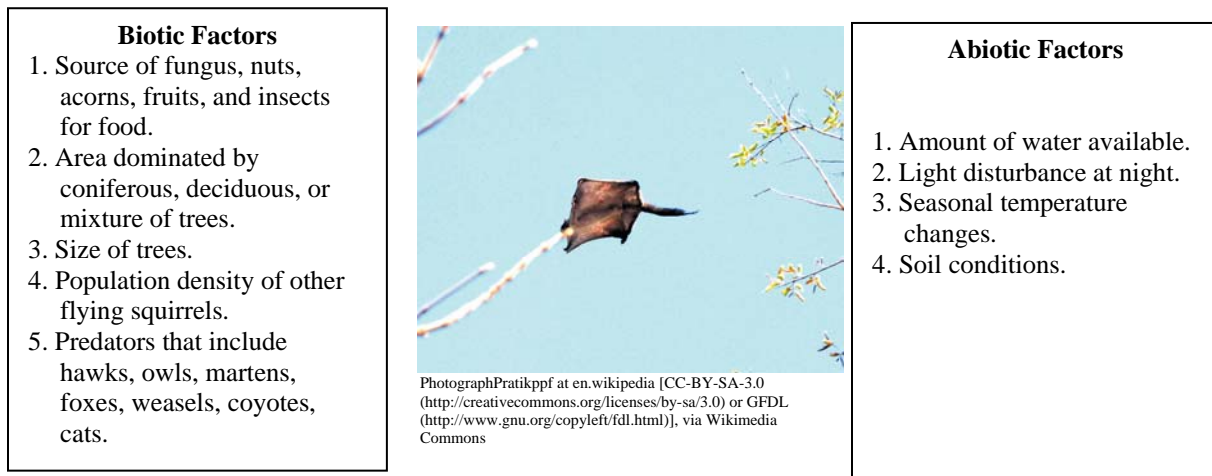 Biotic Factors
1. Source of fungus, nuts,
acorns, fruits, and insects
for food.
2. Area dominated by
coniferous, deciduous, or
mixture of trees.
3. Size of trees.
4. Population density of other
flying squirrels.
5. Predators that include
hawks, owls, martens,
foxes, weasels, coyotes,
cats.
PhotographPratikppf at en.wikipedia [CC-BY-SA-3.0
(http://creativecommons.org/licenses/by-sa/3.0) or GFDL
(http://www.gnu.org/copyleft/fdl.html)], via Wikimedia
Commons
Abiotic Factors
1. Amount of water available.
2. Light disturbance at night.
3. Seasonal temperature
changes.
4. Soil conditions.